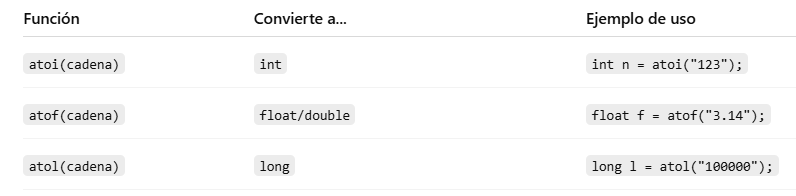 Función Convierte a... Ejemplo de uso
atoi(cadena) int int n = atoi("123");
atof(cadena) float/double float f = atof("3.14");
atol(cadena) long long l = atol("100000");